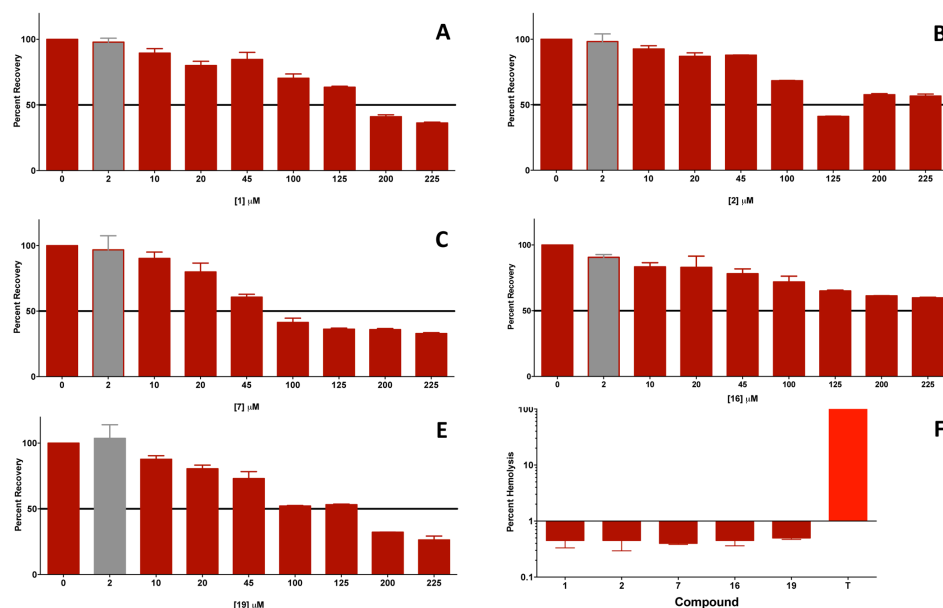 A
Percent Recovery
100
50
0
0 2 10 20 45 100 125 200 225
[1] μM
B
Percent Recovery
100
50
0
0 2 10 20 45 100 125 200 225
[2] μM
C
Percent Recovery
100
50
0
0 2 10 20 45 100 125 200 225
[7] μM
Percent Recovery
100
50
0
0 2 10 20 45 100 125 200 225
[16] μM
E
Percent Recovery
100
50
0
0 2 10 20 45 100 125 200 225
[19] μM
F
Percent Hemolysis
100
10
1
0.1
1 2 7 16 19 T
Compound